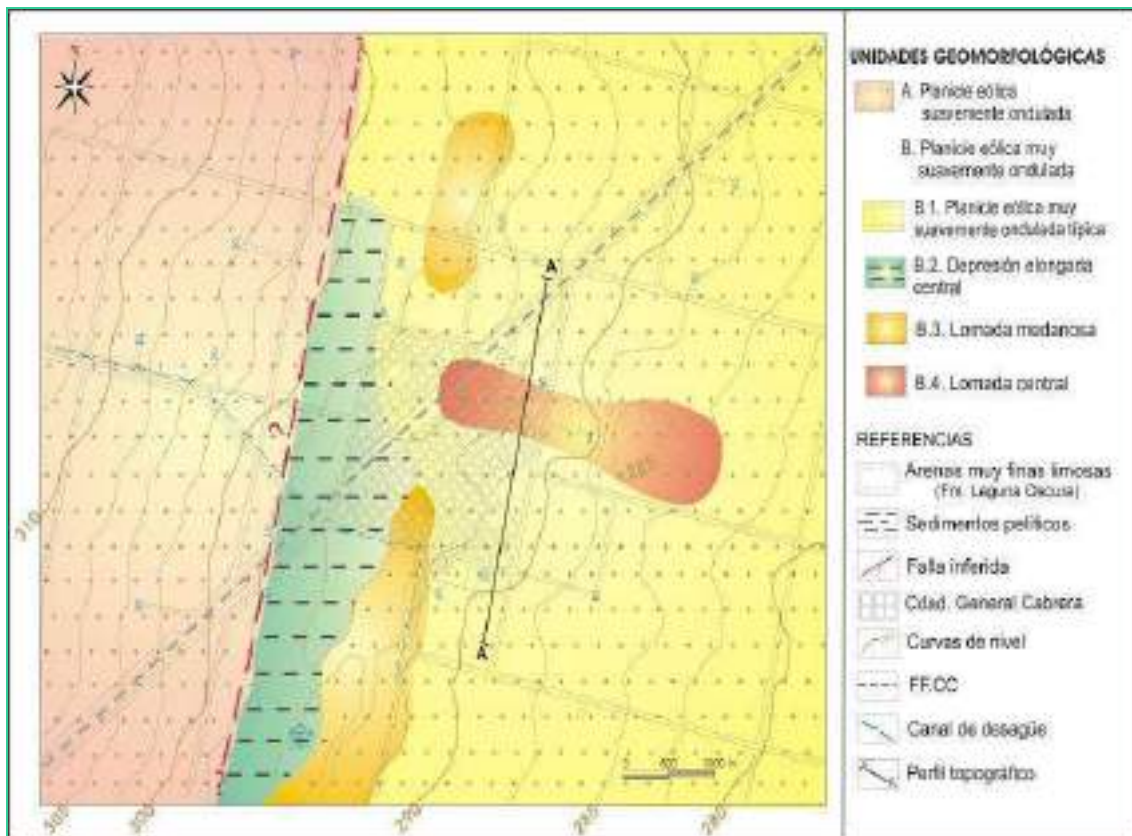 A
A
?
310
300
290
285
280
UNIDADES GEOMORFOLÓGICAS
A. Planicie eólica
suavemente ondulada
B. Planicie eólica muy
suavemente ondulada
B.1. Planicie eólica muy
suavemente ondulada típica
B.2. Depresión elongada
central
B.3. Lomada medanosa
B.4. Lomada central
REFERENCIAS
Arenas muy finas limosas
(Fm. Laguna Oscura)
Sedimentos pelíticos
Falla inferida
Cdad. General Cabrera
Curvas de nivel
FF.CC
Canal de desagüe
Perfil topográfico